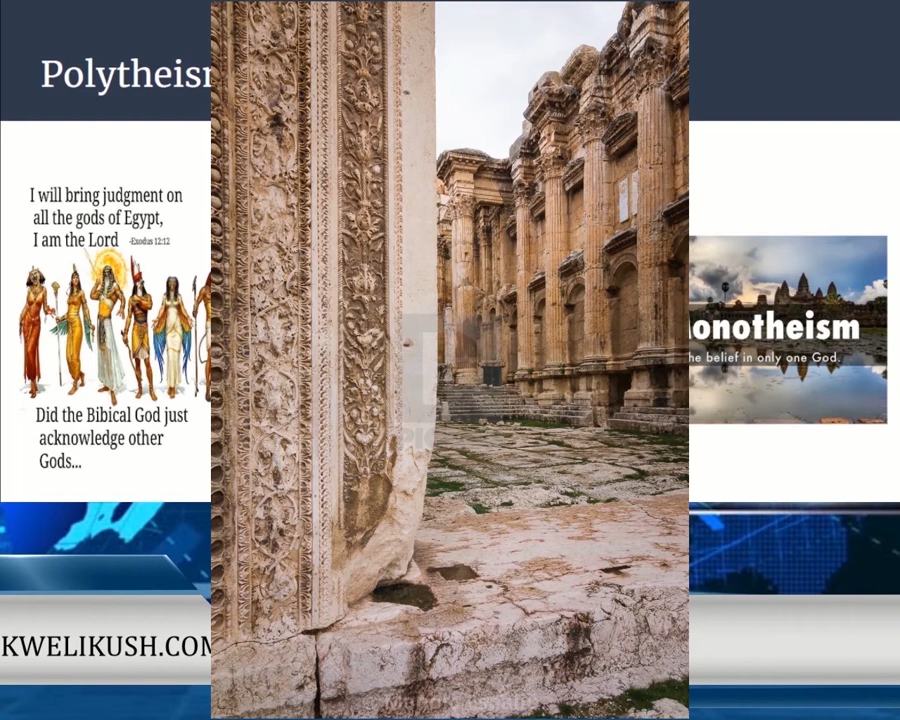 Polytheisr
I will bring judgment on
all the gods of Egypt,
I am the Lord -Exodus 12:12
Did the Bibical God just
acknowledge other
Gods...
onotheism
he belief in only one God.
KWELIKUSH.COM